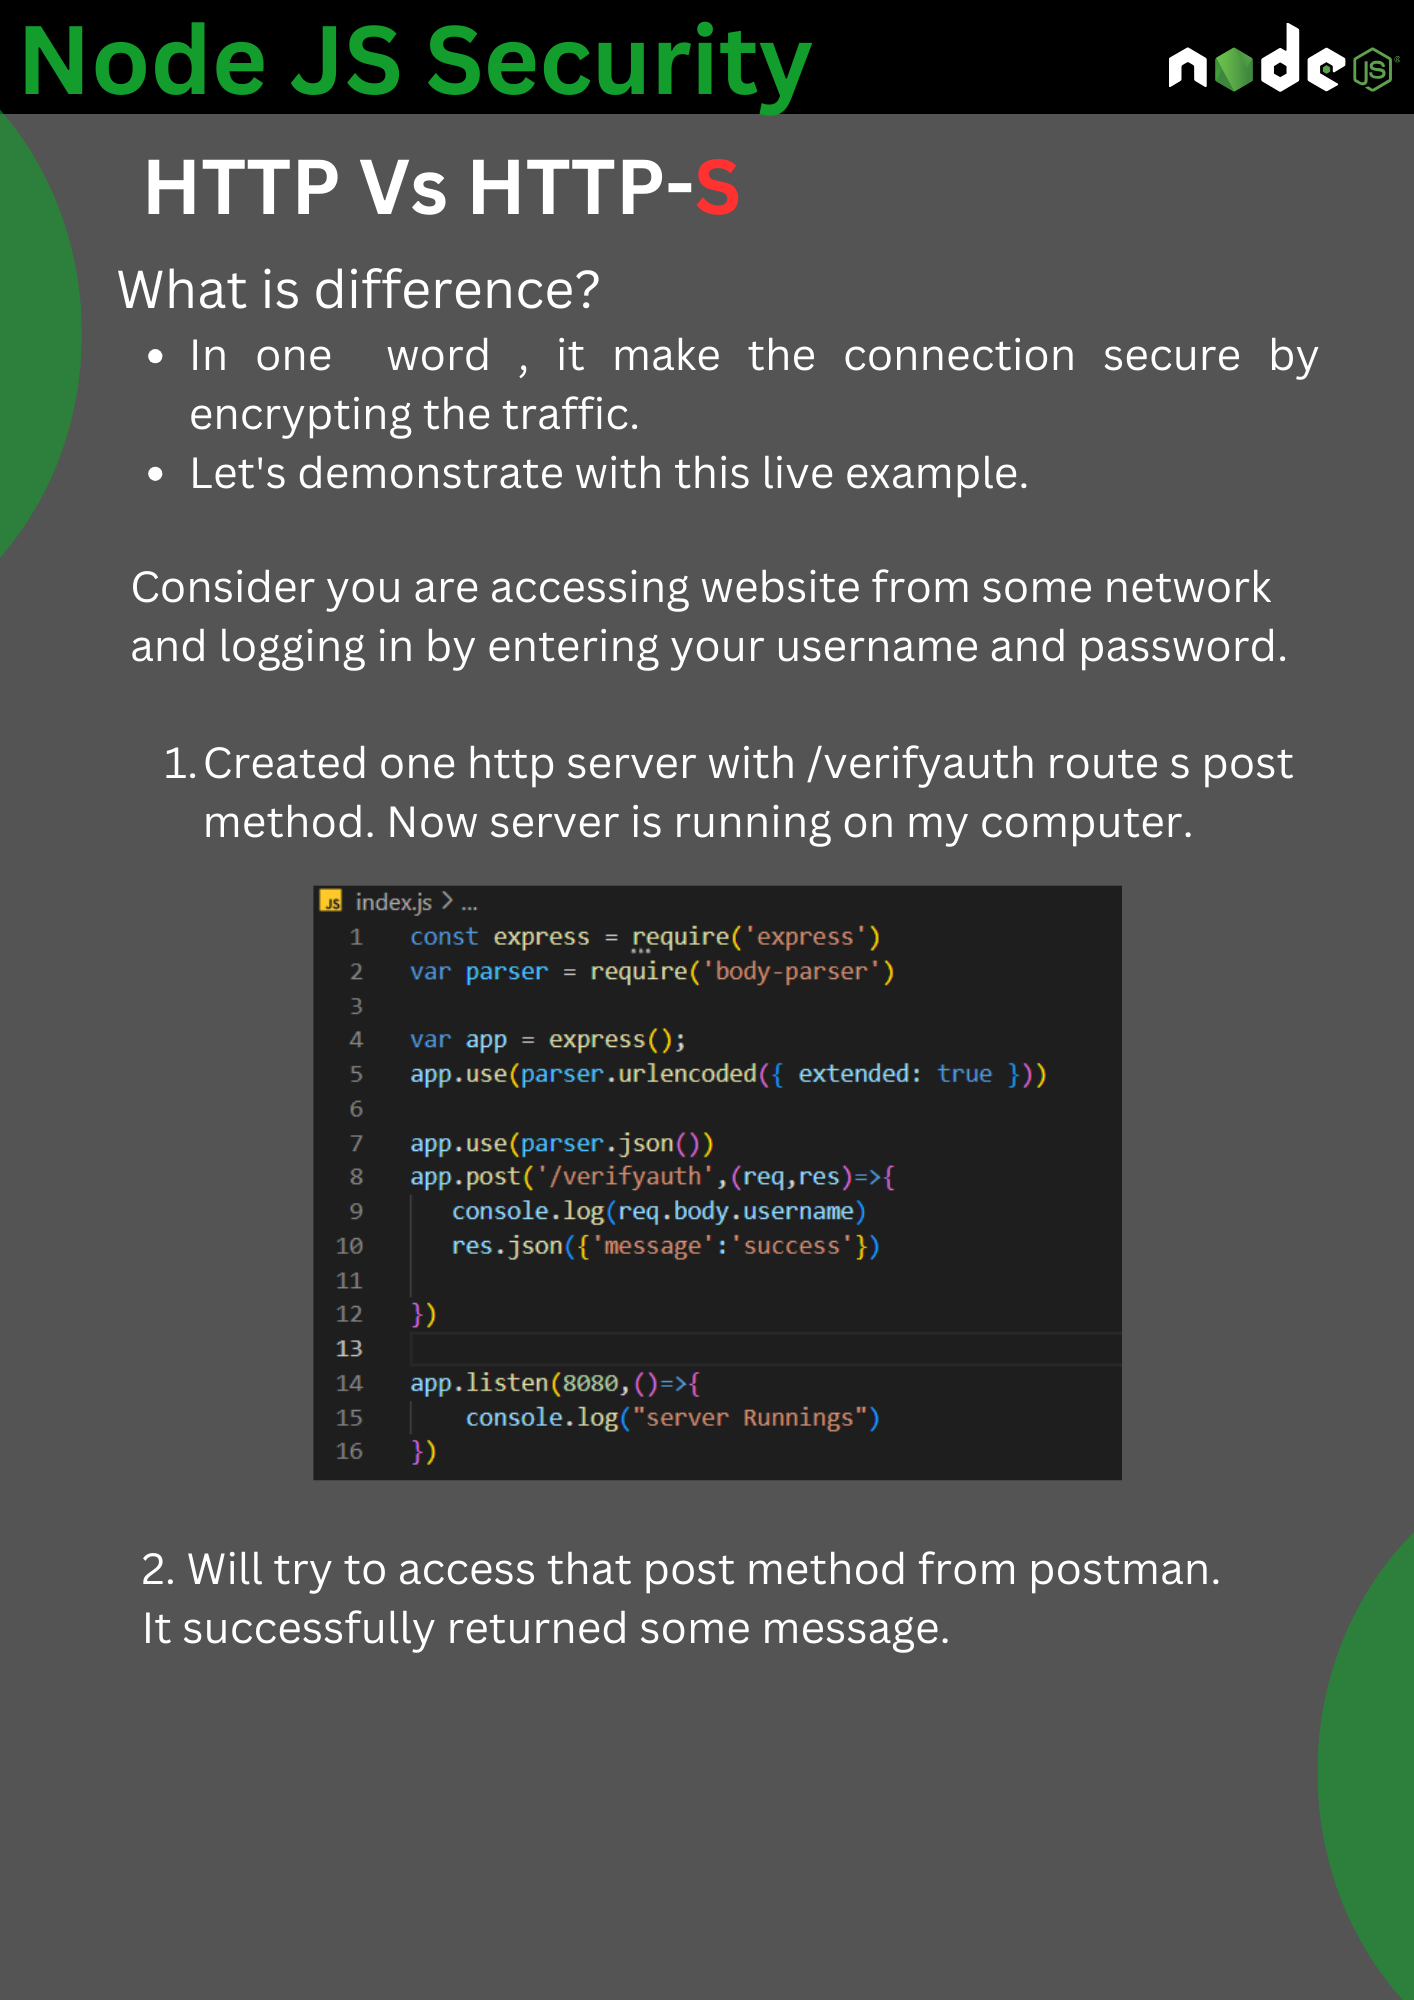 Node JS Security
node JS
HTTP Vs HTTP-S
What is difference?
• In one word , it make the connection secure by
encrypting the traffic.
• Let's demonstrate with this live example.
Consider you are accessing website from some network
and logging in by entering your username and password.
1. Created one http server with /verifyauth route s post
method. Now server is running on my computer.
JS index.js > ...
1 const express = require('express')
2 var parser = require('body-parser')
3
4 var app = express();
5 app.use(parser.urlencoded({ extended: true }))
6
7 app.use(parser.json())
8 app.post('/verifyauth',(req,res)=>{
9 console.log(req.body.username)
10 res.json({'message':'success'})
11
12 })
13
14 app.listen(8080,()=>{
15 console.log("server Runnings")
16 })
2. Will try to access that post method from postman.
It successfully returned some message.